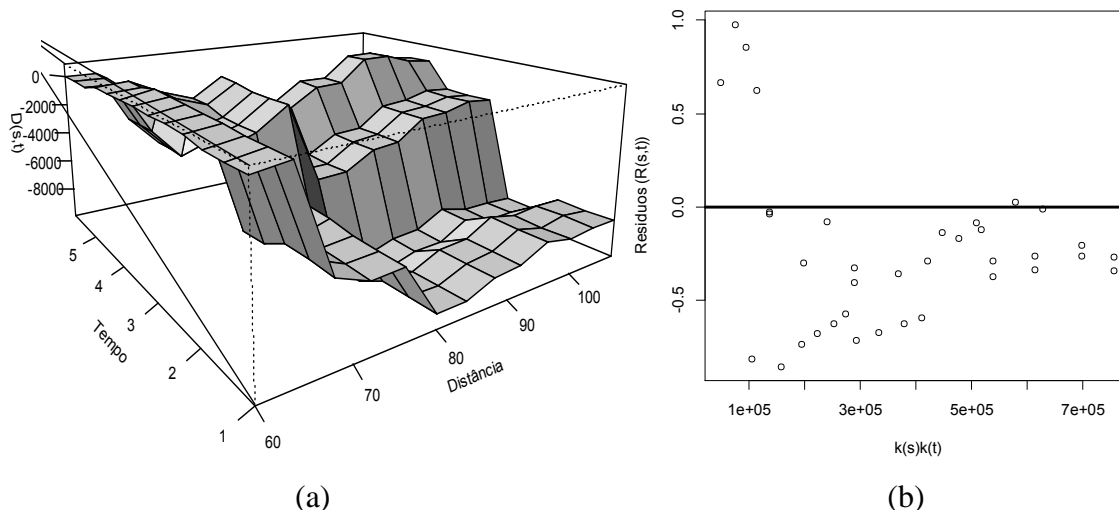 0
-2000
-4000
-6000
-8000
D(s,t)
5
4
3
2
1
Tempo
60
70
80
90
100
Distância
(a)
1.0
0.5
0.0
-0.5
Residuos (R(s,t))
1e+05
3e+05
5e+05
7e+05
k(s)k(t)
(b)